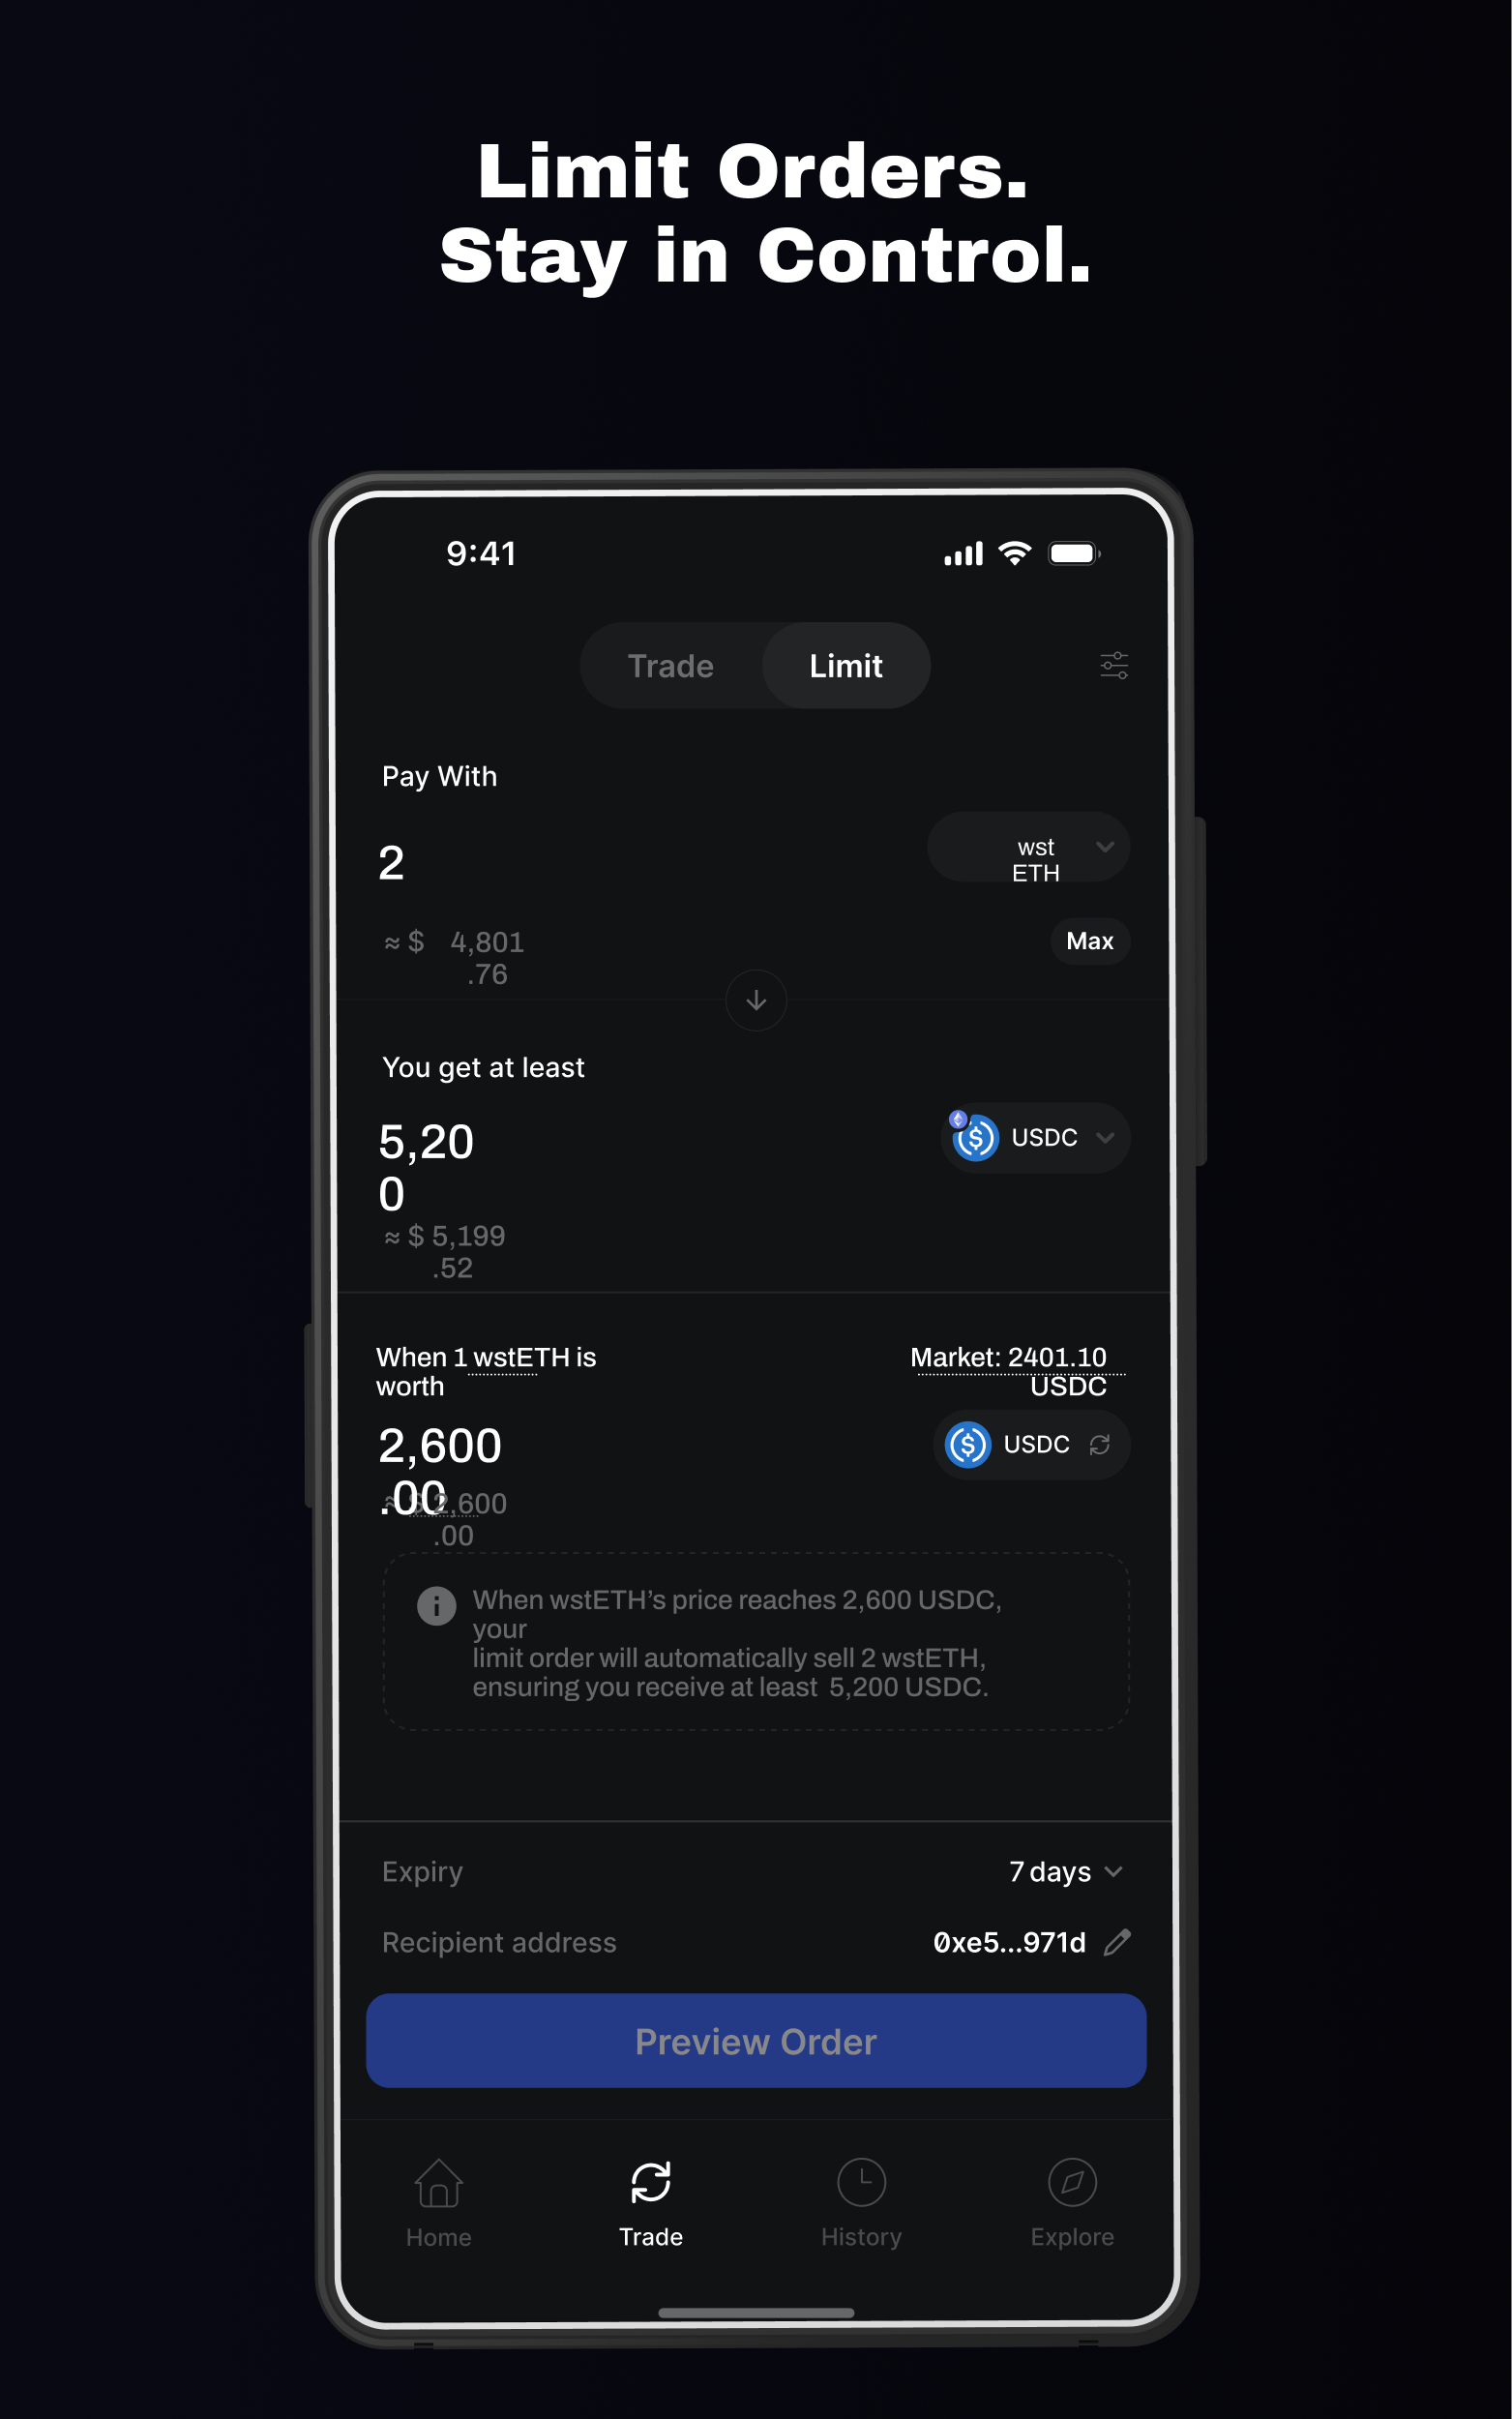 Limit Orders.
Stay in Control.
9:41
Trade
Limit
Pay With
2
wst
ETH
≈ $ 4,801
.76
Max
You get at least
5,20
0
USDC
≈ $ 5,199
.52
When 1 wstETH is
worth
Market: 2401.10
USDC
2,600
.00
USDC
≈ $ 2,600
.00
When wstETH’s price reaches 2,600 USDC,
your
limit order will automatically sell 2 wstETH,
ensuring you receive at least 5,200 USDC.
Expiry
7 days
Recipient address
0xe5...971d
Preview Order
Home
Trade
History
Explore